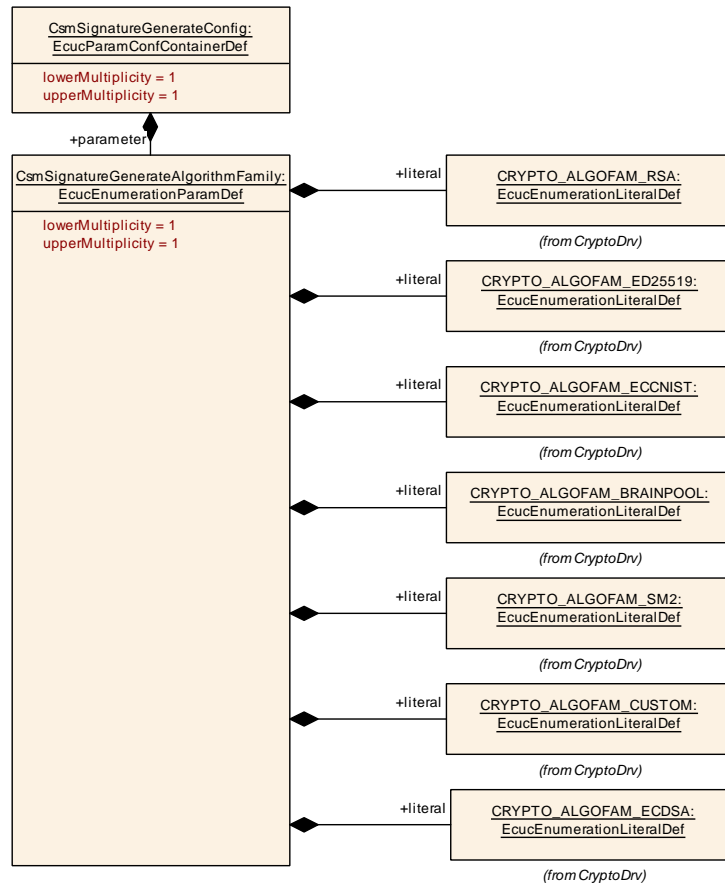 CsmSignatureGenerateConfig:
EcucParamConfContainerDef
lowerMultiplicity = 1
upperMultiplicity = 1
+parameter
CsmSignatureGenerateAlgorithmFamily:
EcucEnumerationParamDef
lowerMultiplicity = 1
upperMultiplicity = 1
+literal
CRYPTO_ALGOFAM_RSA:
EcucEnumerationLiteralDef
(from CryptoDrv)
+literal
CRYPTO_ALGOFAM_ED25519:
EcucEnumerationLiteralDef
(from CryptoDrv)
+literal
CRYPTO_ALGOFAM_ECCNIST:
EcucEnumerationLiteralDef
(from CryptoDrv)
+literal
CRYPTO_ALGOFAM_BRAINPOOL:
EcucEnumerationLiteralDef
(from CryptoDrv)
+literal
CRYPTO_ALGOFAM_SM2:
EcucEnumerationLiteralDef
(from CryptoDrv)
+literal
CRYPTO_ALGOFAM_CUSTOM:
EcucEnumerationLiteralDef
(from CryptoDrv)
+literal
CRYPTO_ALGOFAM_ECDSA:
EcucEnumerationLiteralDef
(from CryptoDrv)